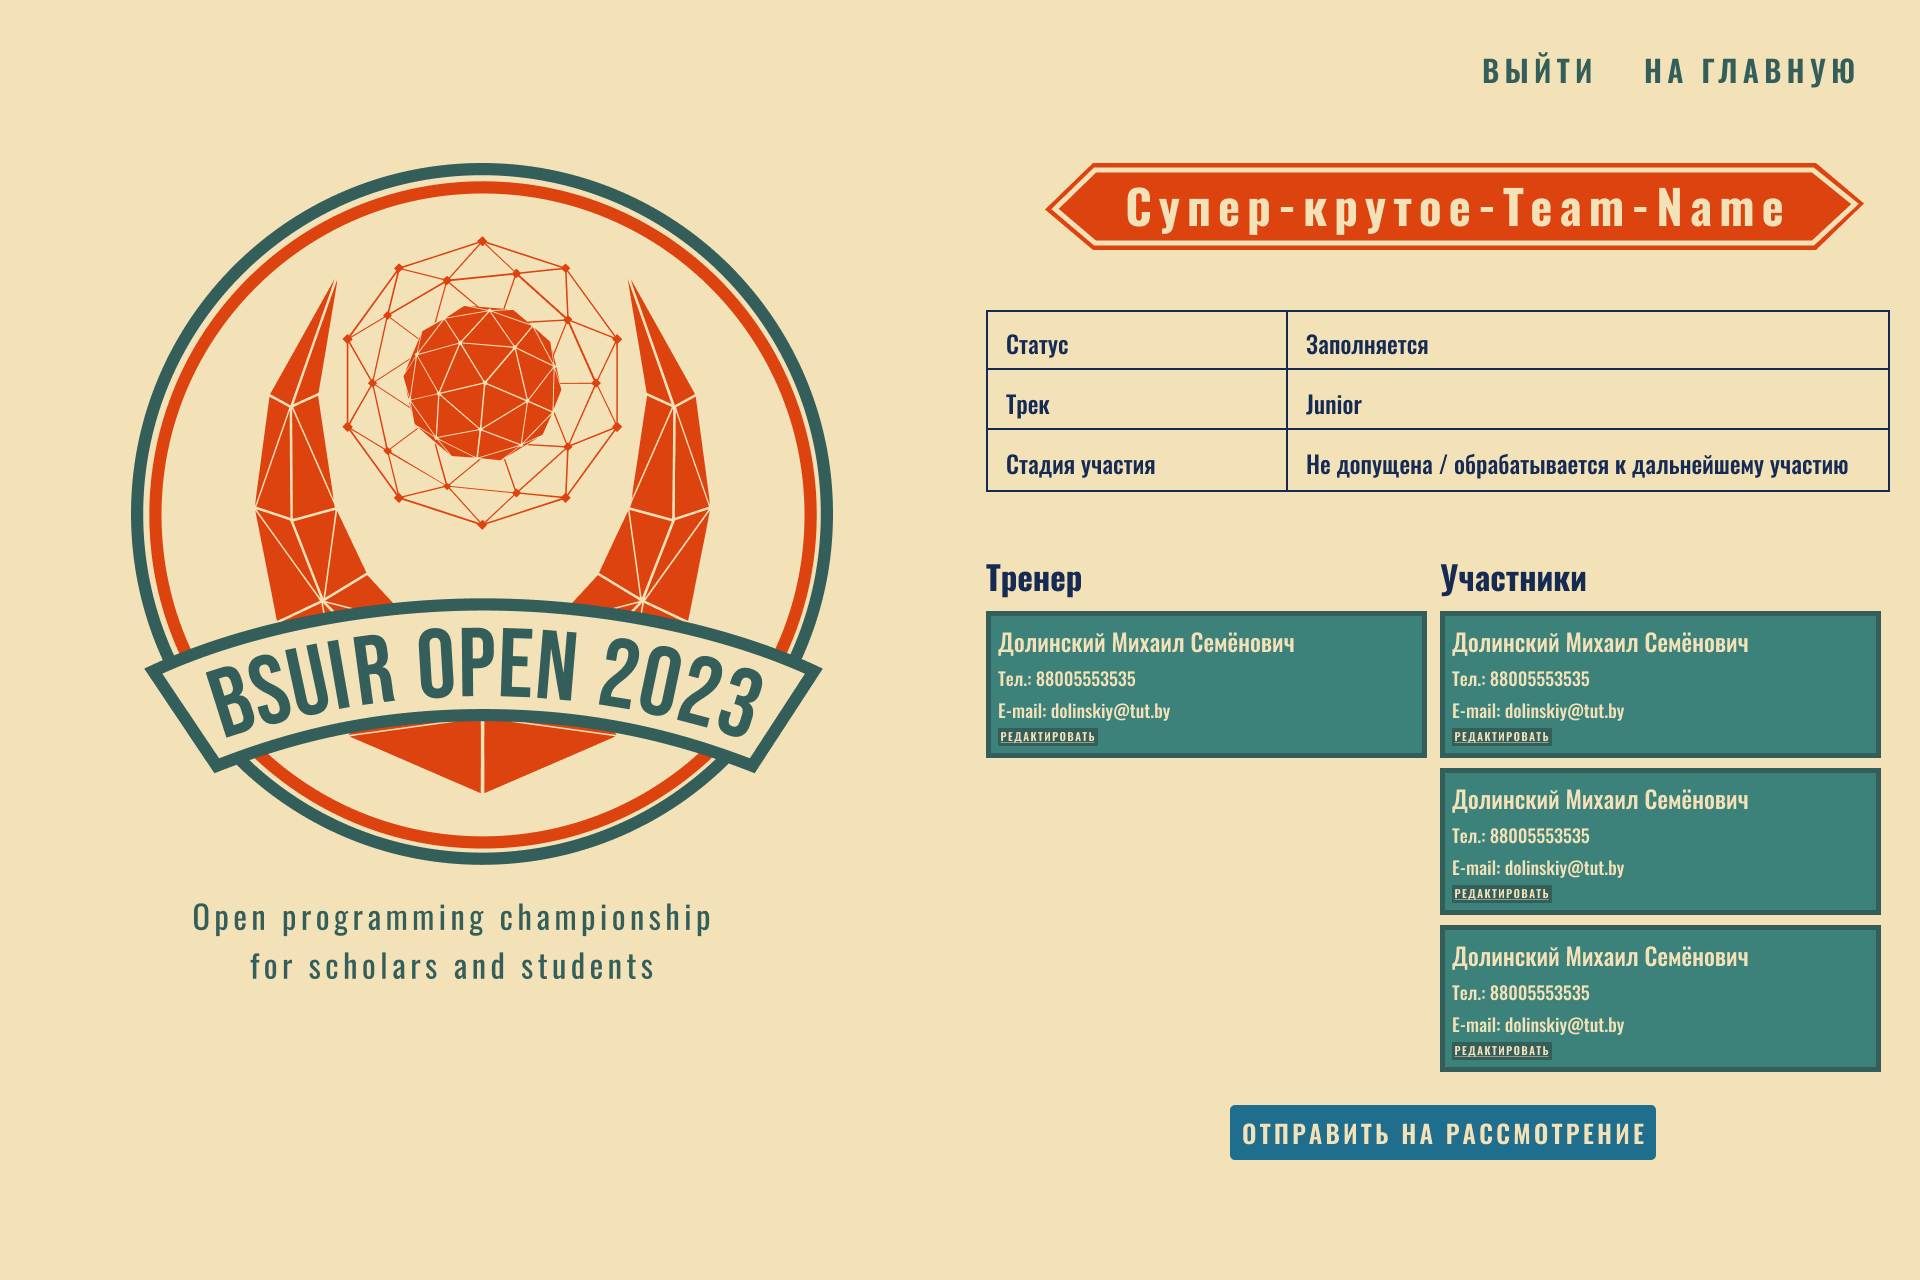 ВЫЙТИ НА ГЛАВНУЮ
BSUIR OPEN 2023
Open programming championship
for scholars and students
Супер-крутое-Team-Name
Статус Заполняется
Трек Junior
Стадия участия Не допущена / обрабатывается к дальнейшему участию
Тренер
Долинский Михаил Семёнович
Тел.: 88005553535
E-mail: dolinskiy@tut.by
РЕДАКТИРОВАТЬ
Участники
Долинский Михаил Семёнович
Тел.: 88005553535
E-mail: dolinskiy@tut.by
РЕДАКТИРОВАТЬ
Долинский Михаил Семёнович
Тел.: 88005553535
E-mail: dolinskiy@tut.by
РЕДАКТИРОВАТЬ
Долинский Михаил Семёнович
Тел.: 88005553535
E-mail: dolinskiy@tut.by
РЕДАКТИРОВАТЬ
ОТПРАВИТЬ НА РАССМОТРЕНИЕ